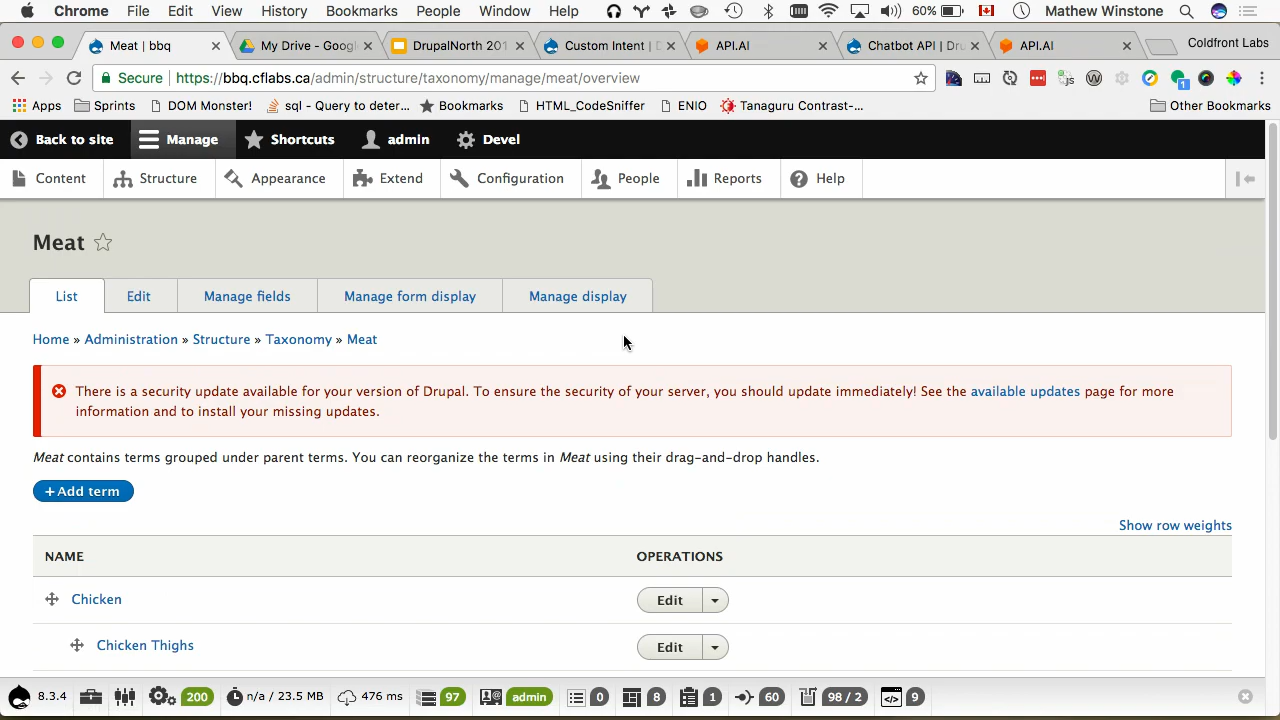 Chrome File Edit View History Bookmarks People Window Help 60% Mathew Winstone
Meat | bbq My Drive - Googl DrupalNorth 201 Custom Intent | D API.AI Chatbot API | Dru API.AI Coldfront Labs
Secure https://bbq.cflabs.ca/admin/structure/taxonomy/manage/meat/overview
Apps Sprints DOM Monster! sql - Query to deter... Bookmarks HTML_CodeSniffer ENIO Tanaguru Contrast-... Other Bookmarks
Back to site Manage Shortcuts admin Devel
Content Structure Appearance Extend Configuration People Reports Help
Meat
List Edit Manage fields Manage form display Manage display
Home » Administration » Structure » Taxonomy » Meat
There is a security update available for your version of Drupal. To ensure the security of your server, you should update immediately! See the available updates page for more
information and to install your missing updates.
Meat contains terms grouped under parent terms. You can reorganize the terms in Meat using their drag-and-drop handles.
+ Add term
Show row weights
NAME OPERATIONS
Chicken Edit
Chicken Thighs Edit
8.3.4 200 n/a / 23.5 MB 476 ms 97 admin 0 8 1 60 98 / 2 9